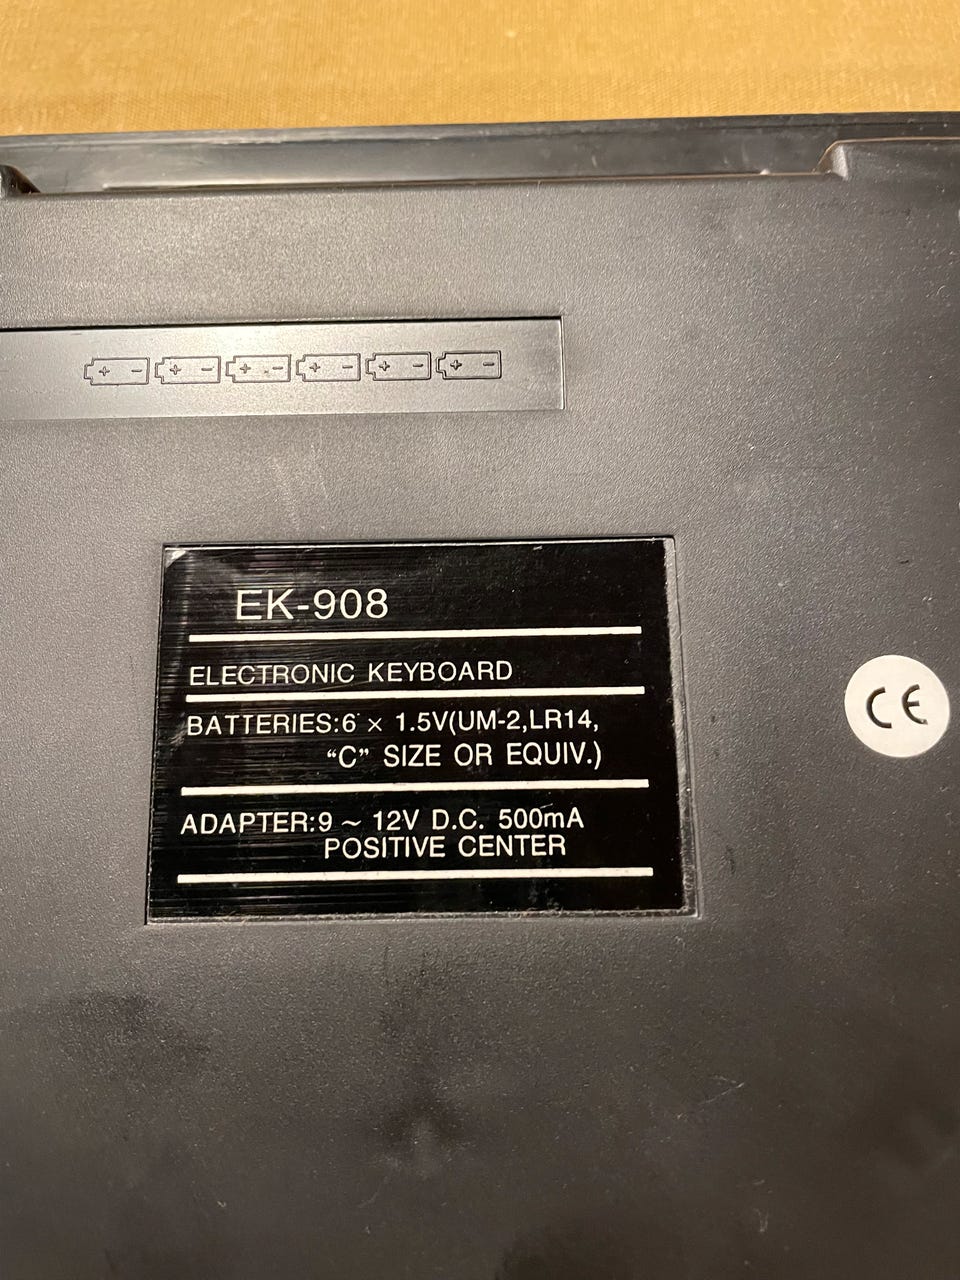 + - + - + - + - + - + -
EK-908
ELECTRONIC KEYBOARD
BATTERIES:6 × 1.5V(UM-2,LR14,
“C” SIZE OR EQUIV.)
CE
ADAPTER:9 ~ 12V D.C. 500mA
POSITIVE CENTER